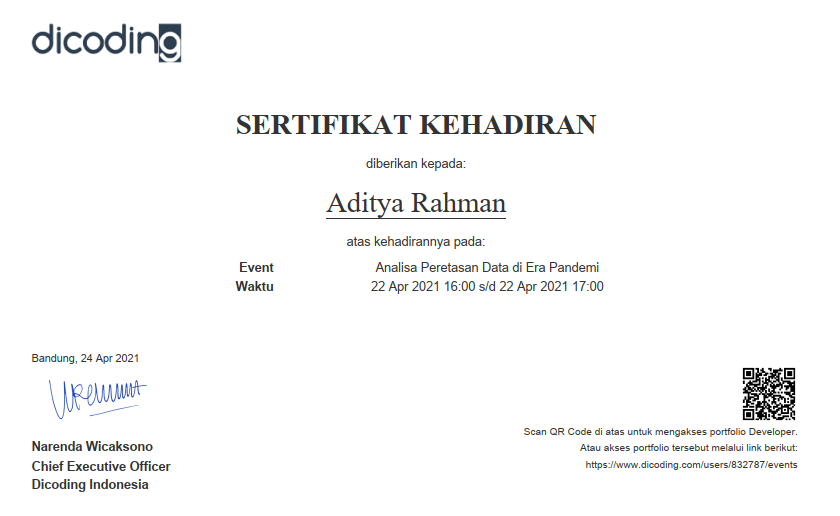 dicoding
SERTIFIKAT KEHADIRAN
diberikan kepada:
Aditya Rahman
atas kehadirannya pada:
Event Analisa Peretasan Data di Era Pandemi
Waktu 22 Apr 2021 16:00 s/d 22 Apr 2021 17:00
Bandung, 24 Apr 2021
Narenda Wicaksono
Chief Executive Officer
Dicoding Indonesia
Scan QR Code di atas untuk mengakses portfolio Developer.
Atau akses portfolio tersebut melalui link berikut:
https://www.dicoding.com/users/832787/events